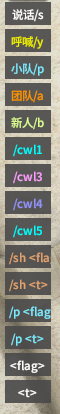 说话/s
呼喊/y
小队/p
团队/a
新人/b
/cwl1
/cwl3
/cwl4
/cwl5
/sh <fla
/sh <t>
/p <flag
/p <t>
<flag>
<t>